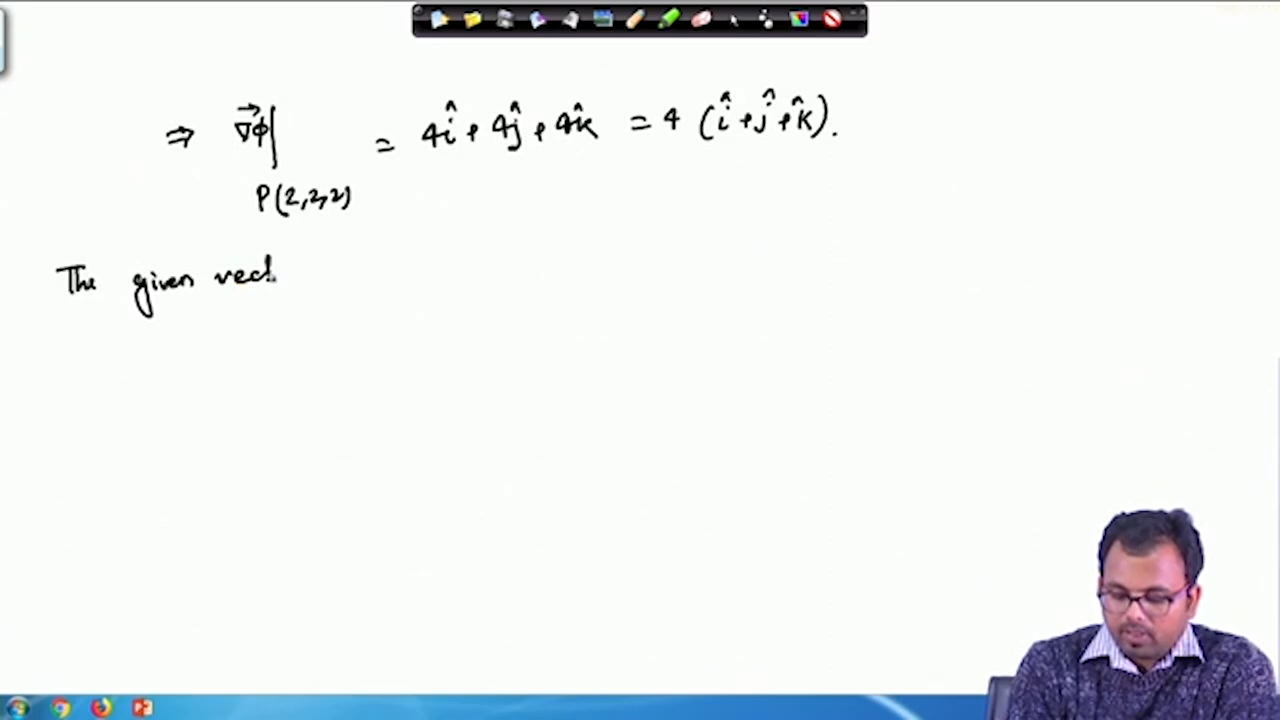 ⇒ ∇⃗φ| = 4î + 4ĵ + 4k̂ = 4 (î + ĵ + k̂).
P(2,2,2)
The given vect